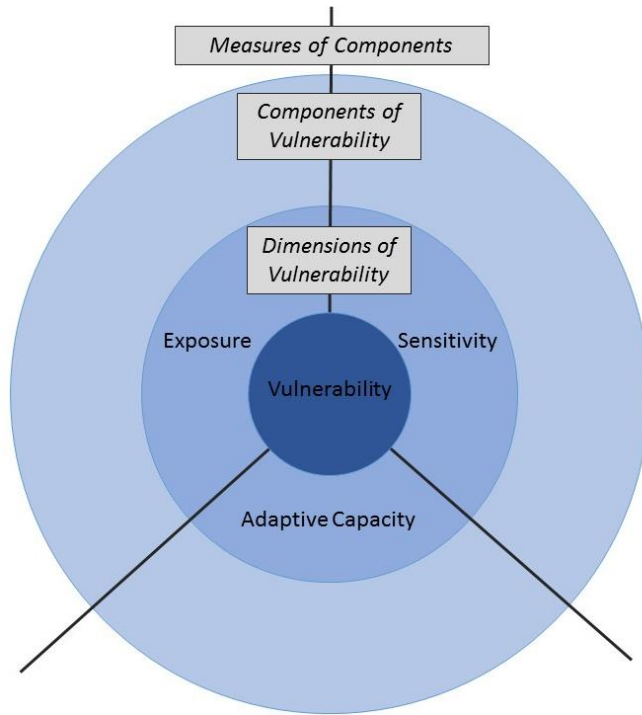 Measures of Components
Components of
Vulnerability
Dimensions of
Vulnerability
Exposure
Sensitivity
Vulnerability
Adaptive Capacity